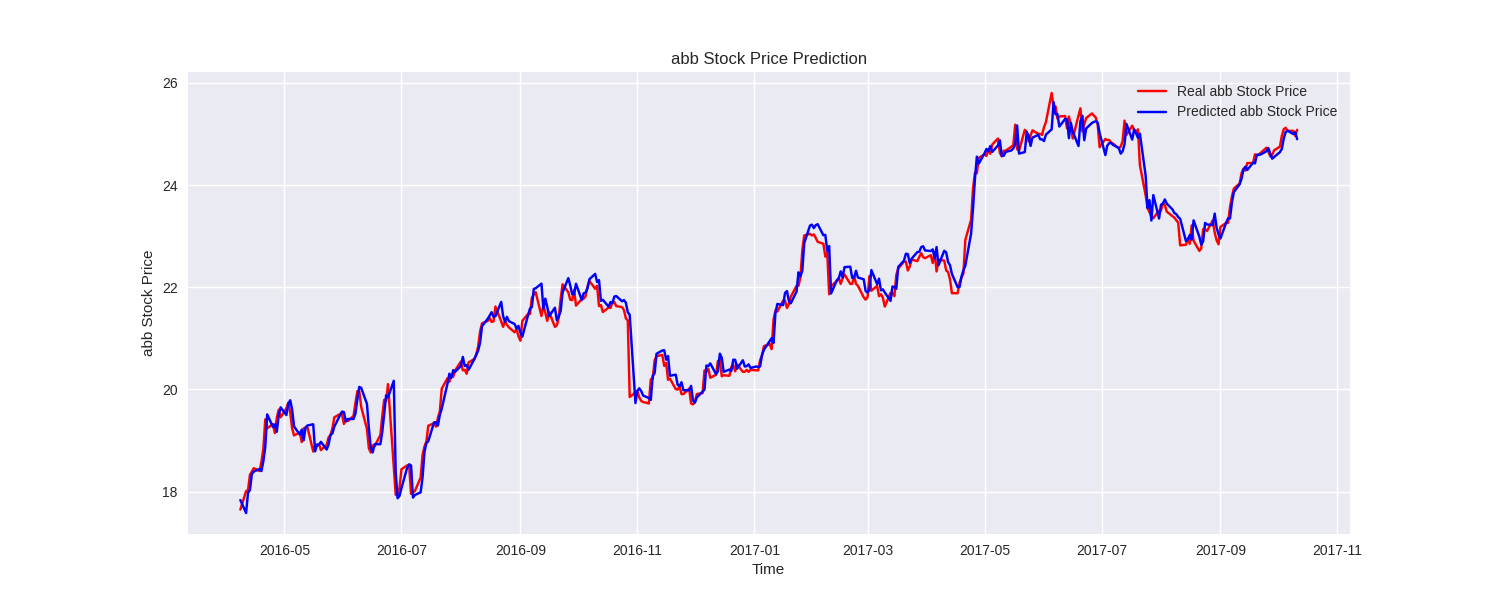 abb Stock Price Prediction
26
24
22
20
18
abb Stock Price
Real abb Stock Price
Predicted abb Stock Price
2016-05 2016-07 2016-09 2016-11 2017-01 2017-03 2017-05 2017-07 2017-09 2017-11
Time